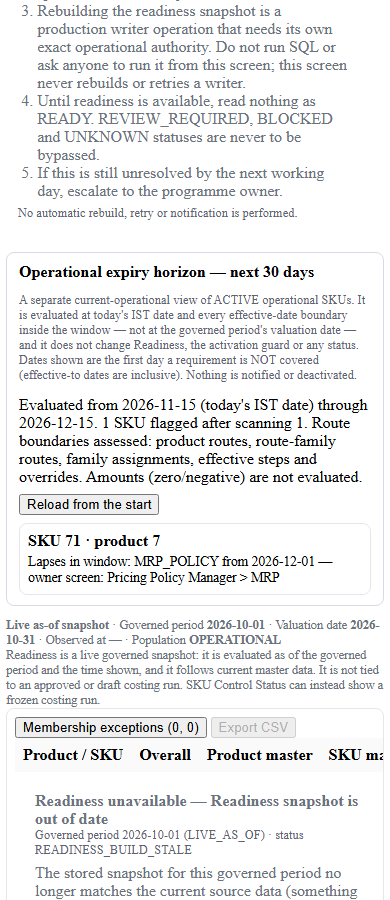 3. Rebuilding the readiness snapshot is a
production writer operation that needs its own
exact operational authority. Do not run SQL or
ask anyone to run it from this screen; this screen
never rebuilds or retries a writer.
4. Until readiness is available, read nothing as
READY. REVIEW_REQUIRED, BLOCKED
and UNKNOWN statuses are never to be
bypassed.
5. If this is still unresolved by the next working
day, escalate to the programme owner.
No automatic rebuild, retry or notification is performed.
Operational expiry horizon — next 30 days
A separate current-operational view of ACTIVE operational SKUs. It
is evaluated at today's IST date and every effective-date boundary
inside the window — not at the governed period's valuation date —
and it does not change Readiness, the activation guard or any status.
Dates shown are the first day a requirement is NOT covered
(effective-to dates are inclusive). Nothing is notified or deactivated.
Evaluated from 2026-11-15 (today's IST date) through
2026-12-15. 1 SKU flagged after scanning 1. Route
boundaries assessed: product routes, route-family
routes, family assignments, effective steps and
overrides. Amounts (zero/negative) are not evaluated.
Reload from the start
SKU 71 · product 7
Lapses in window: MRP_POLICY from 2026-12-01 —
owner screen: Pricing Policy Manager > MRP
Live as-of snapshot · Governed period 2026-10-01 · Valuation date 2026-
10-31 · Observed at — · Population OPERATIONAL
Readiness is a live governed snapshot: it is evaluated as of the governed
period and the time shown, and it follows current master data. It is not tied
to an approved or draft costing run. SKU Control Status can instead show a
frozen costing run.
Membership exceptions (0, 0) Export CSV
Product / SKU Overall Product master SKU ma
Readiness unavailable — Readiness snapshot is
out of date
Governed period 2026-10-01 (LIVE_AS_OF) · status
READINESS_BUILD_STALE
The stored snapshot for this governed period no
longer matches the current source data (something